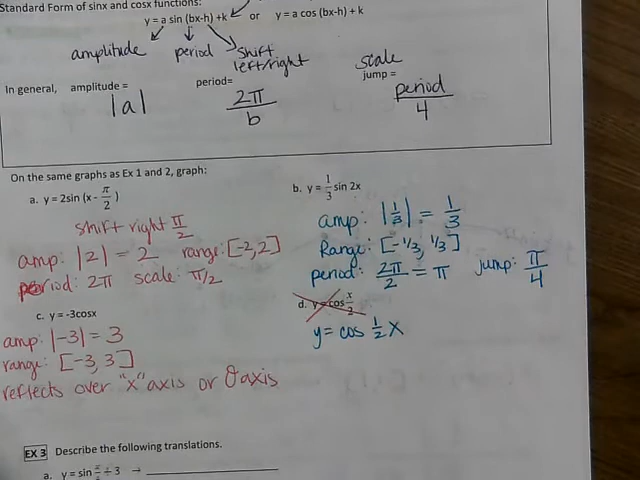 Standard Form of sinx and cosx functions:
y = a sin (bx-h) +k or y = a cos (bx-h) + k
amplitude period shift left/right
scale
In general, amplitude = period= jump =
|a| 2π/b period/4
On the same graphs as Ex 1 and 2, graph:
a. y = 2sin (x - π/2)
shift right π/2
amp: |2| = 2 range: [-2,2]
period: 2π scale: π/2
b. y = 1/3 sin 2x
amp: |1/3| = 1/3
Range: [-1/3, 1/3]
period: 2π/2 = π jump: π/4
c. y = -3cosx
amp: |-3| = 3
range: [-3, 3]
reflects over "x" axis or θ axis
d. y = cos x/2
y = cos 1/2 x
EX 3 Describe the following translations.
a. y = sin